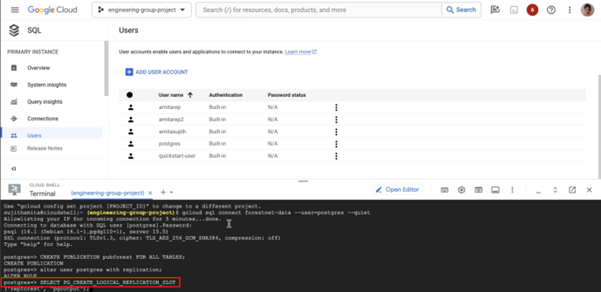 Google Cloud
engineering-group-project
Search (/) for resources, docs, products, and more
Search
6
SQL
Users
PRIMARY INSTANCE
User accounts enable users and applications to connect to your instance. Learn more
Overview
ADD USER ACCOUNT
System insights
User name
Authentication
Password status
Query insights
amitarep
Built-in
N/A
amitarep2
Built-in
N/A
Connections
amitasujith
Built-in
N/A
Users
postgres
Built-in
N/A
Release Notes
quickstart-user
Built-in
N/A
CLOUD SHELL
Terminal
(engineering-group-project)
Open Editor
Use "gcloud config set project [PROJECT_ID]" to change to a different project.
sujithamita@cloudshell:~ (engineering-group-project)$ gcloud sql connect foresttest-data --user=postgres --quiet
Allowlisting your IP for incoming connection for 5 minutes...done.
Connecting to database with SQL user [postgres].Password:
psql (16.1 (Debian 16.1-1.pgdg110+1), server 15.5)
SSL connection (protocol: TLSv1.3, cipher: TLS_AES_256_GCM_SHA384, compression: off)
Type "help" for help.
postgres=> CREATE PUBLICATION pubforest FOR ALL TABLES;
CREATE PUBLICATION
postgres=> alter user postgres with replication;
ALTER ROLE
postgres=> SELECT PG_CREATE_LOGICAL_REPLICATION_SLOT
('repforest', 'pgoutput')